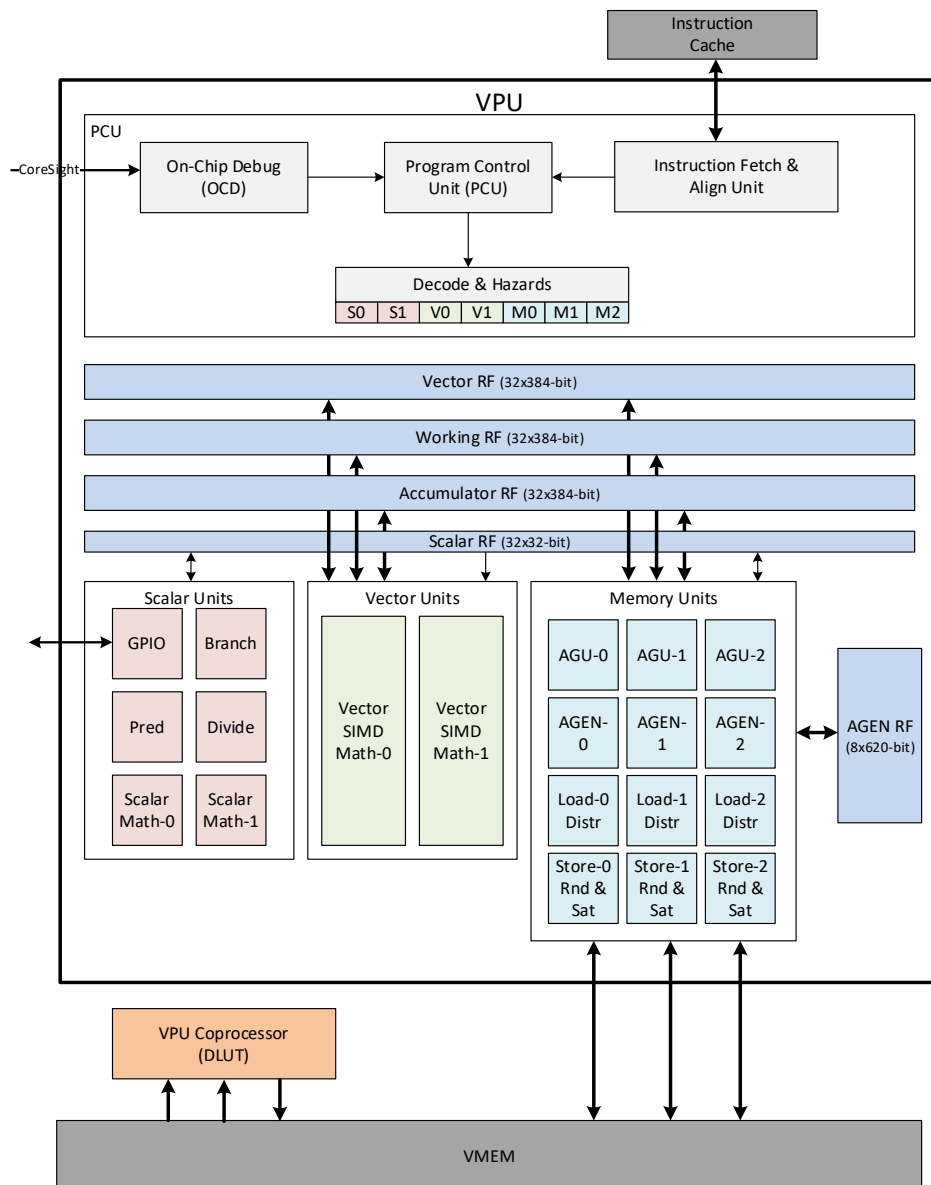 Instruction
Cache
VPU
PCU
CoreSight
On-Chip Debug
(OCD)
Program Control
Unit (PCU)
Instruction Fetch &
Align Unit
Decode & Hazards
S0 S1 V0 V1 M0 M1 M2
Vector RF (32x384-bit)
Working RF (32x384-bit)
Accumulator RF (32x384-bit)
Scalar RF (32x32-bit)
Scalar Units
GPIO
Branch
Pred
Divide
Scalar
Math-0
Scalar
Math-1
Vector Units
Vector
SIMD
Math-0
Vector
SIMD
Math-1
Memory Units
AGU-0
AGU-1
AGU-2
AGEN-
0
AGEN-
1
AGEN-
2
Load-0
Distr
Load-1
Distr
Load-2
Distr
Store-0
Rnd &
Sat
Store-1
Rnd &
Sat
Store-2
Rnd &
Sat
AGEN RF
(8x620-bit)
VPU Coprocessor
(DLUT)
VMEM